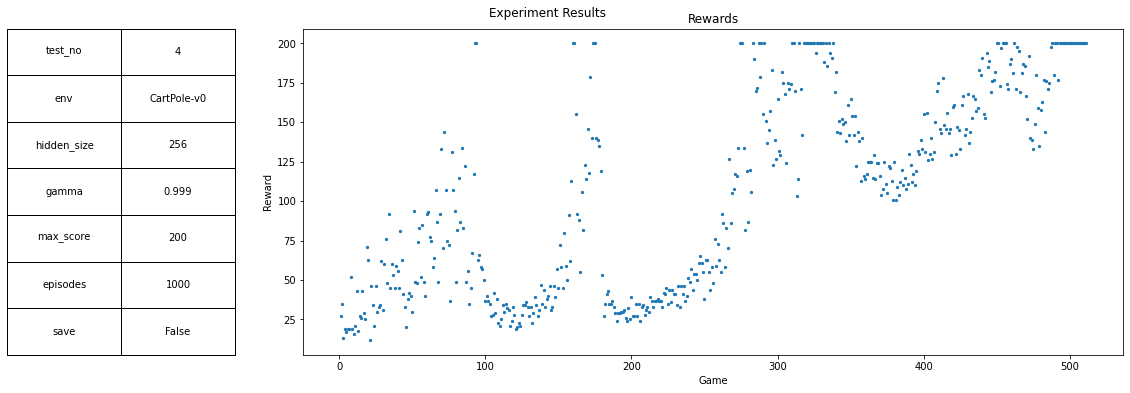 Experiment Results
Rewards
test_no 4
env CartPole-v0
hidden_size 256
gamma 0.999
max_score 200
episodes 1000
save False
Reward
200
175
150
125
100
75
50
25
0 100 200 300 400 500
Game